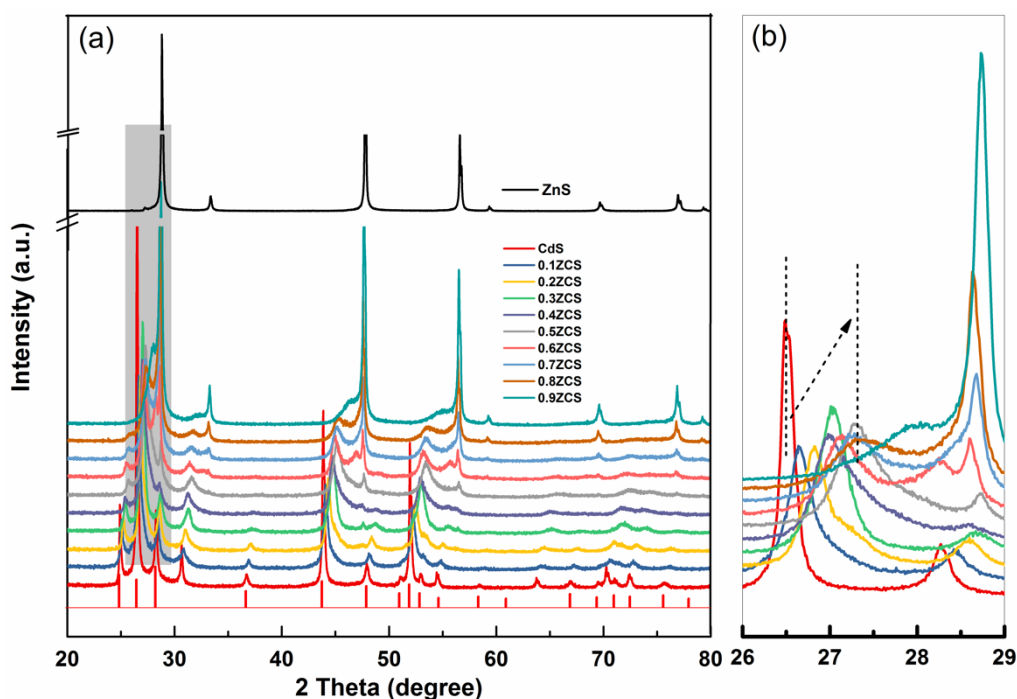 (a)
Intensity (a.u.)
ZnS
CdS
0.1ZCS
0.2ZCS
0.3ZCS
0.4ZCS
0.5ZCS
0.6ZCS
0.7ZCS
0.8ZCS
0.9ZCS
20 30 40 50 60 70 80
2 Theta (degree)
(b)
26 27 28 29